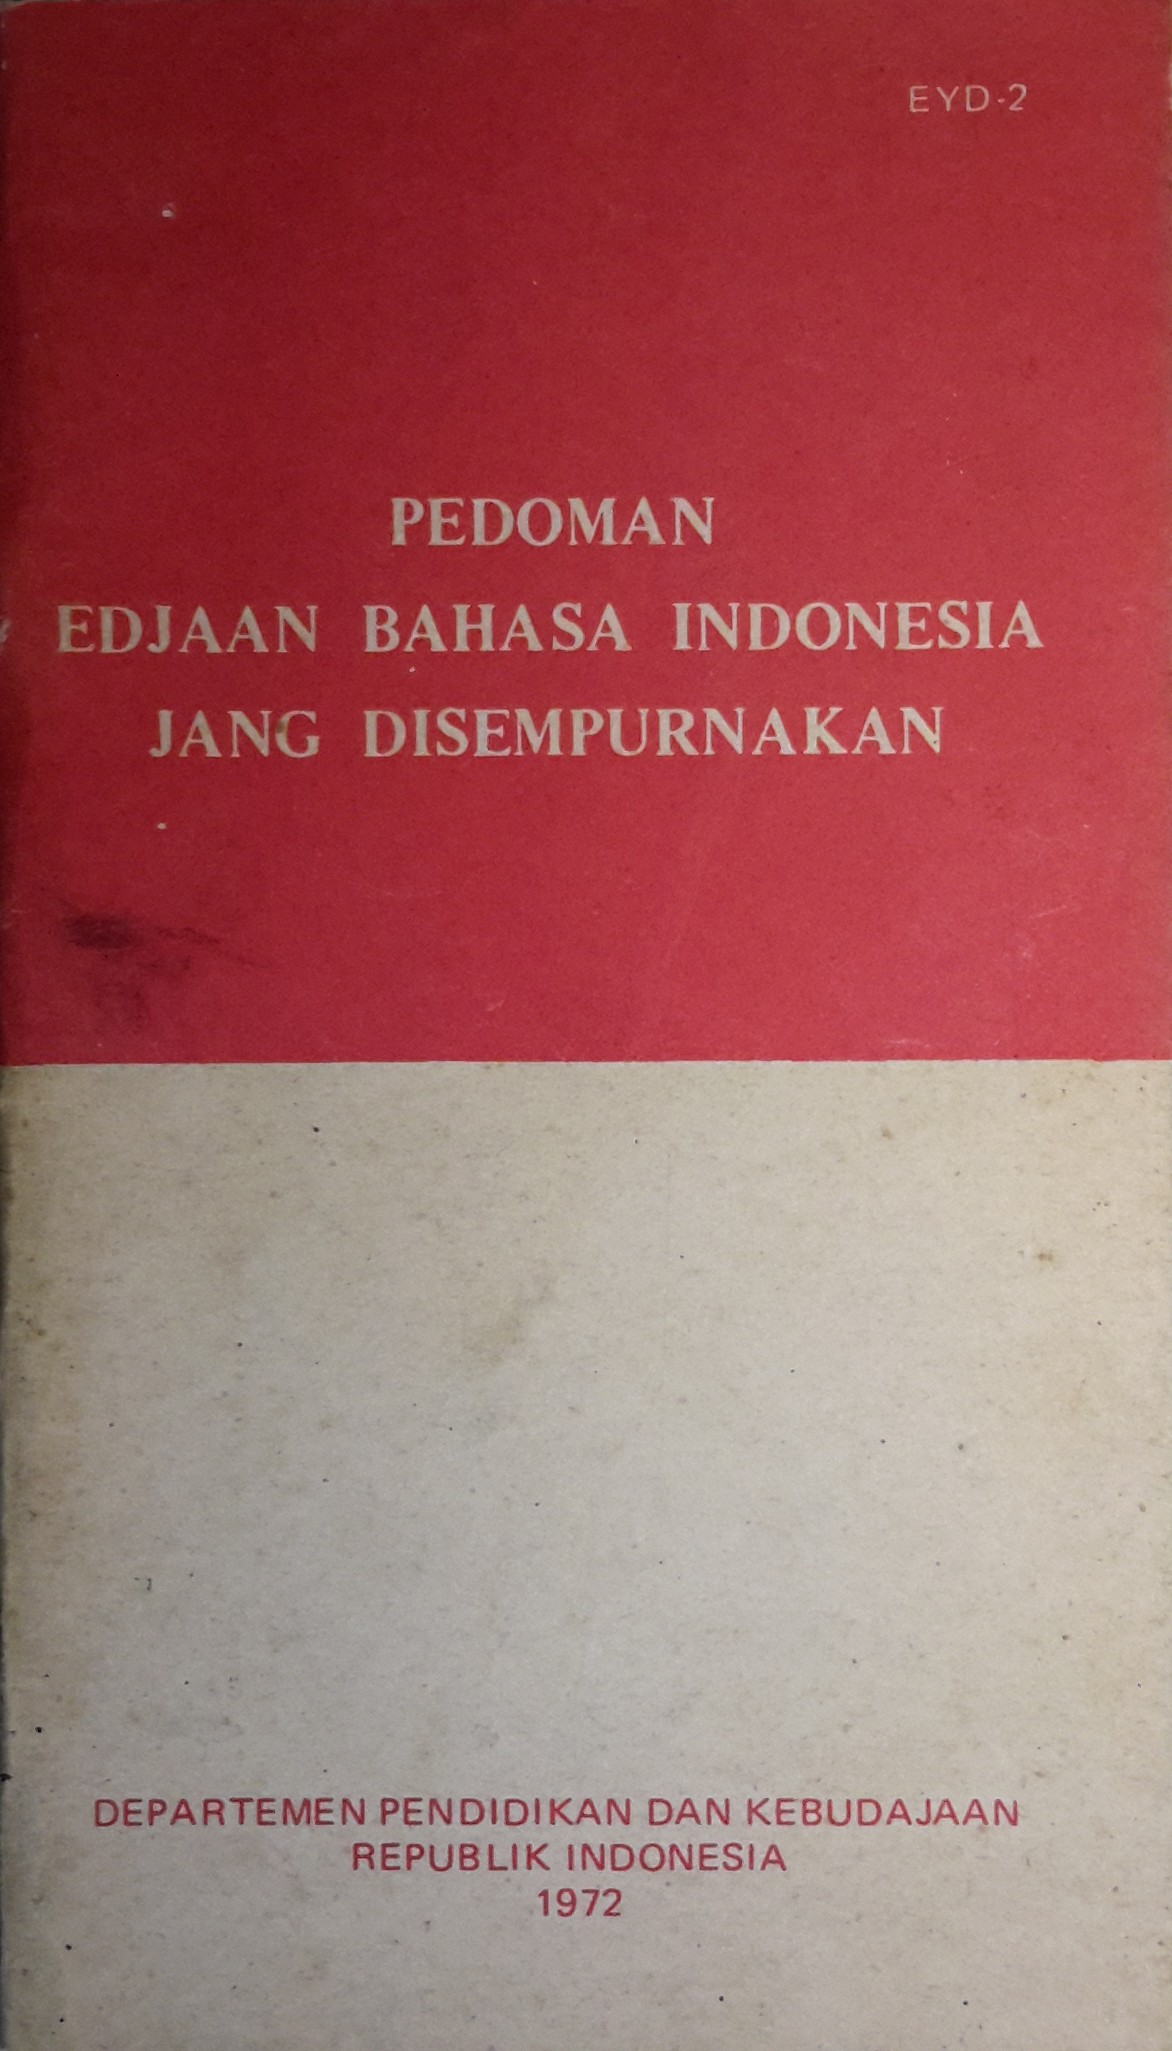 EYD-2
PEDOMAN
EDJAAN BAHASA INDONESIA
JANG DISEMPURNAKAN
DEPARTEMEN PENDIDIKAN DAN KEBUDAJAAN
REPUBLIK INDONESIA
1972